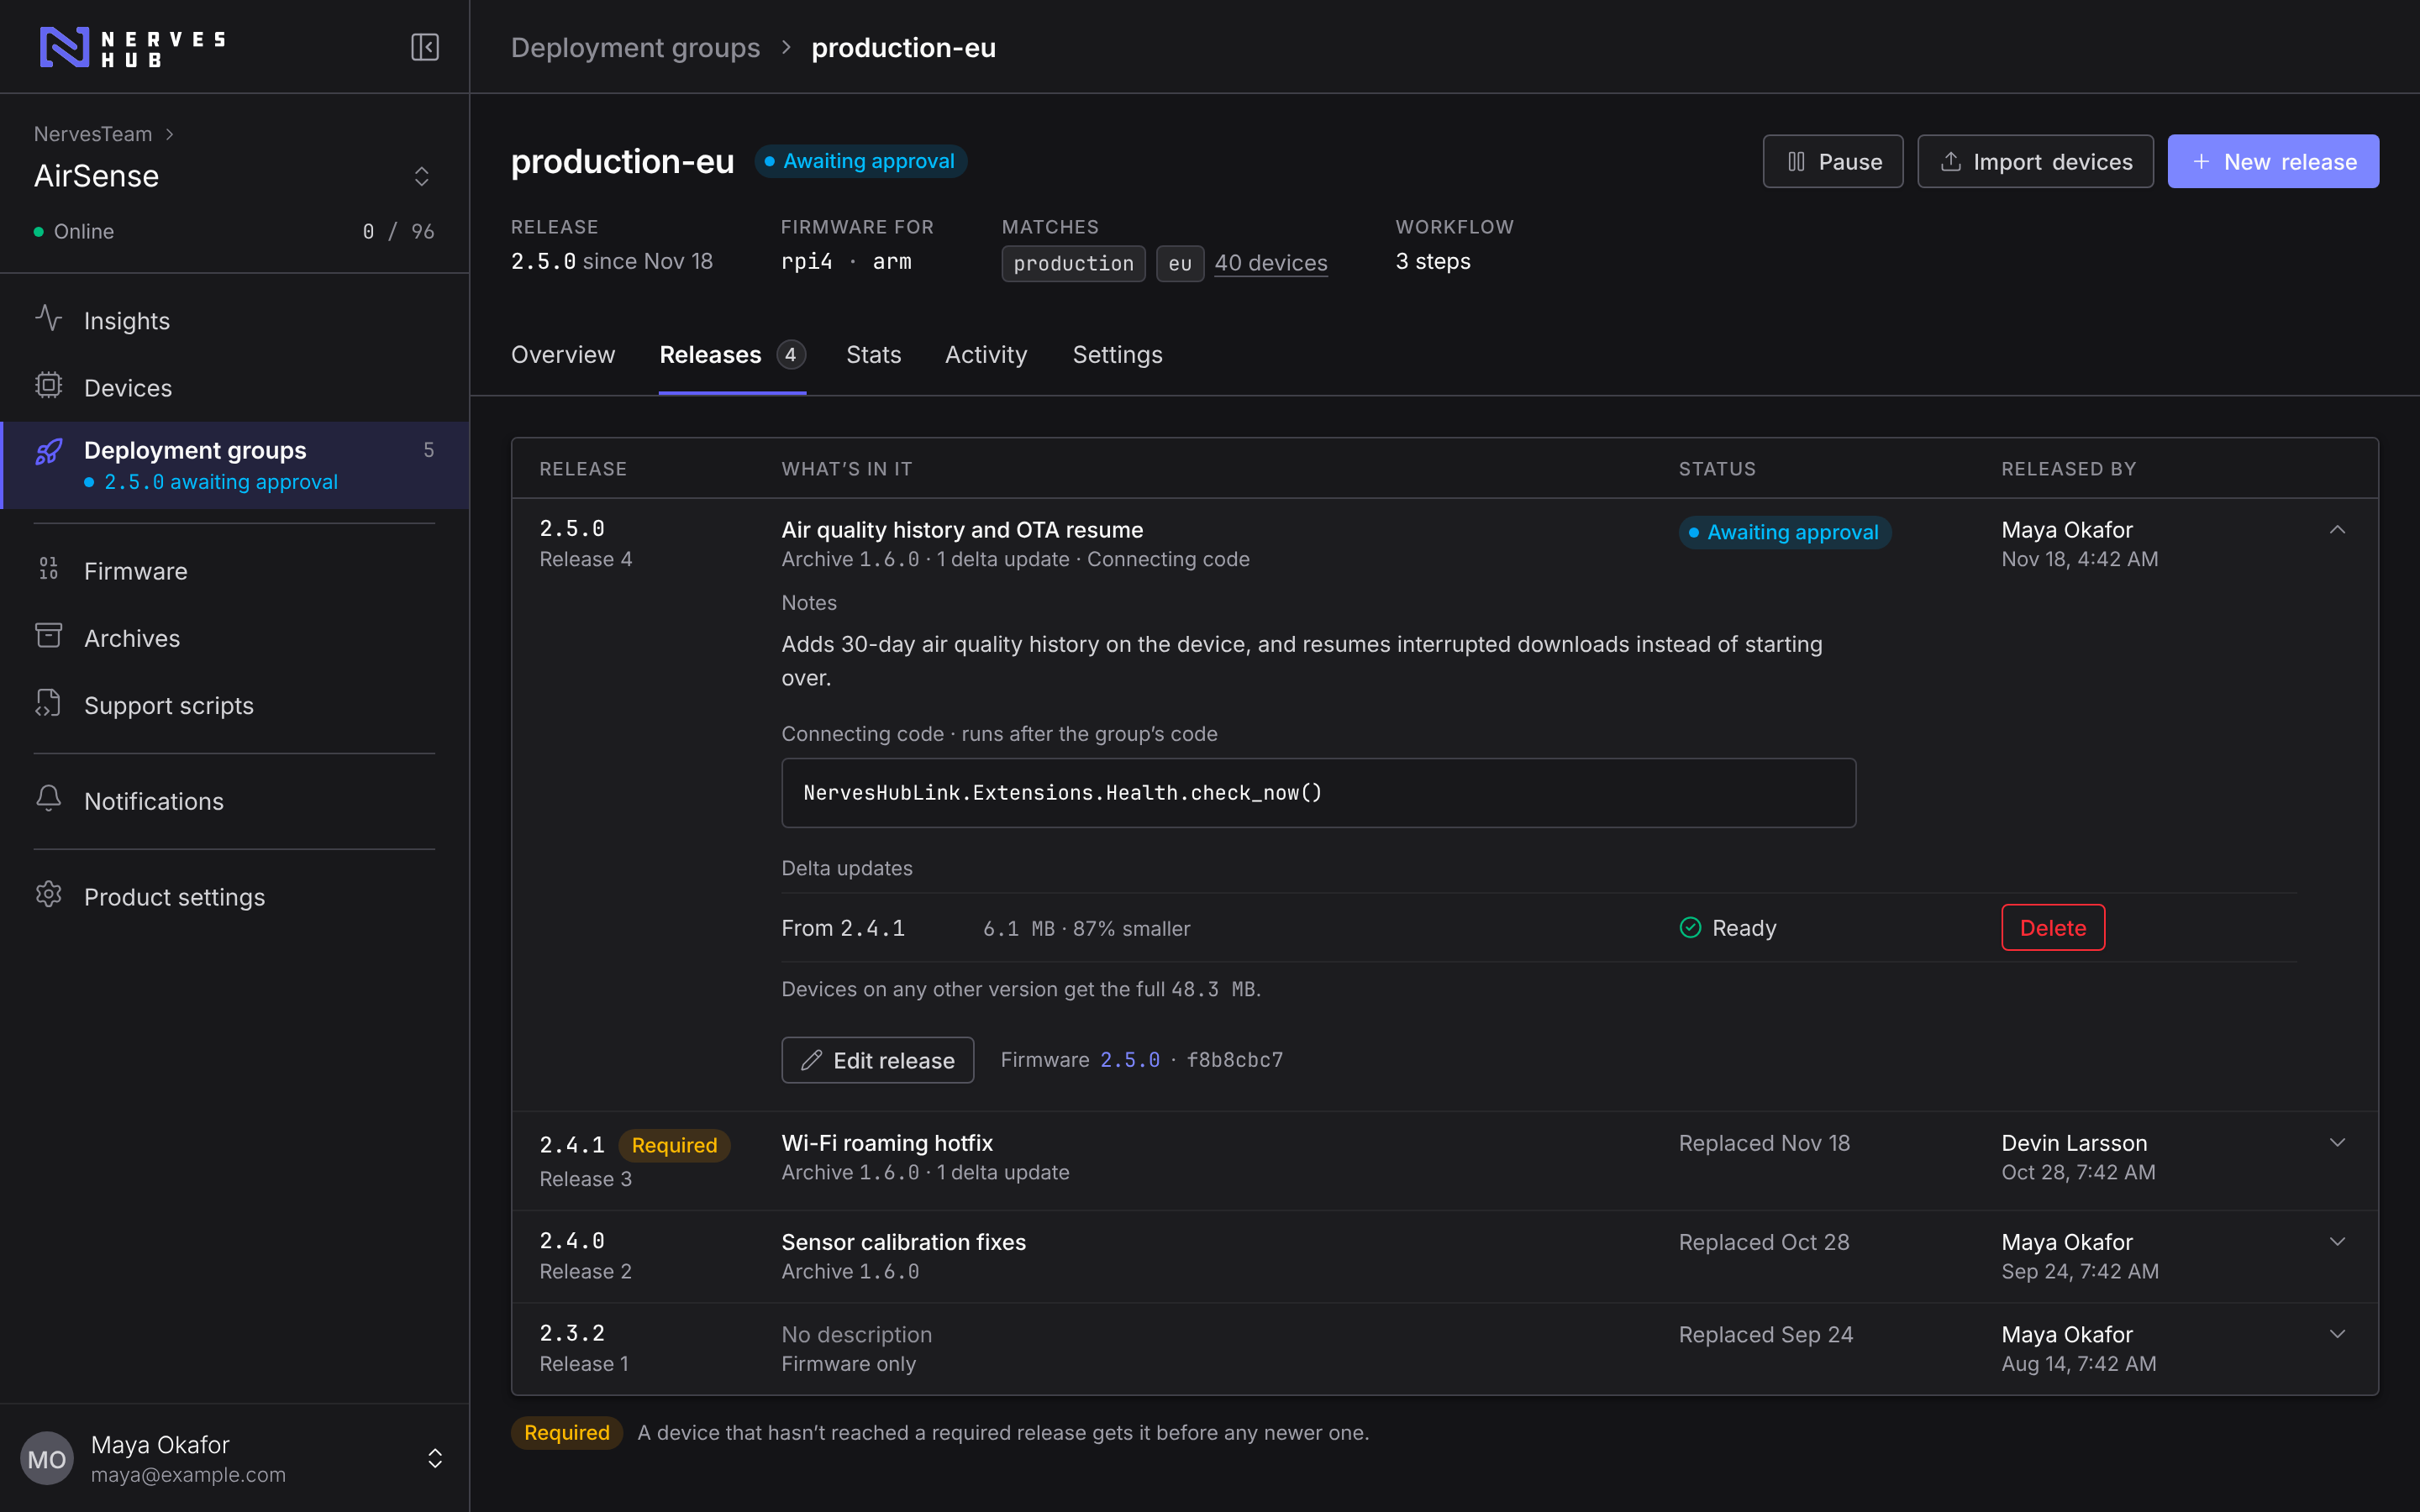 NERVES
HUB
NervesTeam
AirSense
Online 0 / 96
Insights
Devices
Deployment groups 5
2.5.0 awaiting approval
Firmware
Archives
Support scripts
Notifications
Product settings
MO
Maya Okafor
maya@example.com
Deployment groups production-eu
production-eu Awaiting approval
Pause Import devices New release
RELEASE FIRMWARE FOR MATCHES WORKFLOW
2.5.0 since Nov 18 rpi4 · arm production eu 40 devices 3 steps
Overview Releases 4 Stats Activity Settings
RELEASE WHAT’S IN IT STATUS RELEASED BY
2.5.0 Air quality history and OTA resume Awaiting approval Maya Okafor
Release 4 Archive 1.6.0 · 1 delta update · Connecting code Nov 18, 4:42 AM
Notes
Adds 30-day air quality history on the device, and resumes interrupted downloads instead of starting
over.
Connecting code · runs after the group’s code
NervesHubLink.Extensions.Health.check_now()
Delta updates
From 2.4.1 6.1 MB · 87% smaller Ready Delete
Devices on any other version get the full 48.3 MB.
Edit release Firmware 2.5.0 · f8b8cbc7
2.4.1 Required Wi-Fi roaming hotfix Replaced Nov 18 Devin Larsson
Release 3 Archive 1.6.0 · 1 delta update Oct 28, 7:42 AM
2.4.0 Sensor calibration fixes Replaced Oct 28 Maya Okafor
Release 2 Archive 1.6.0 Sep 24, 7:42 AM
2.3.2 No description Replaced Sep 24 Maya Okafor
Release 1 Firmware only Aug 14, 7:42 AM
Required A device that hasn’t reached a required release gets it before any newer one.